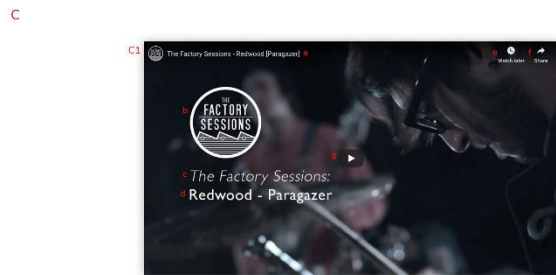 C
C1
The Factory Sessions - Redwood [Paragazer] a
e
Watch later
f
Share
b
THE
FACTORY
SESSIONS
g
c The Factory Sessions:
d Redwood - Paragazer